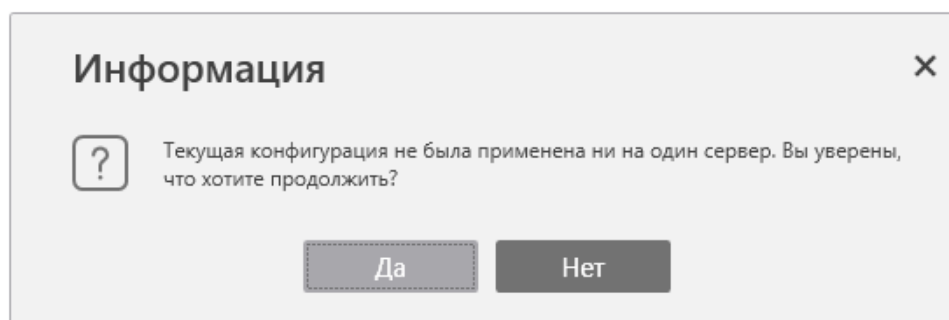 Информация
Текущая конфигурация не была применена ни на один сервер. Вы уверены,
что хотите продолжить?
Да Нет